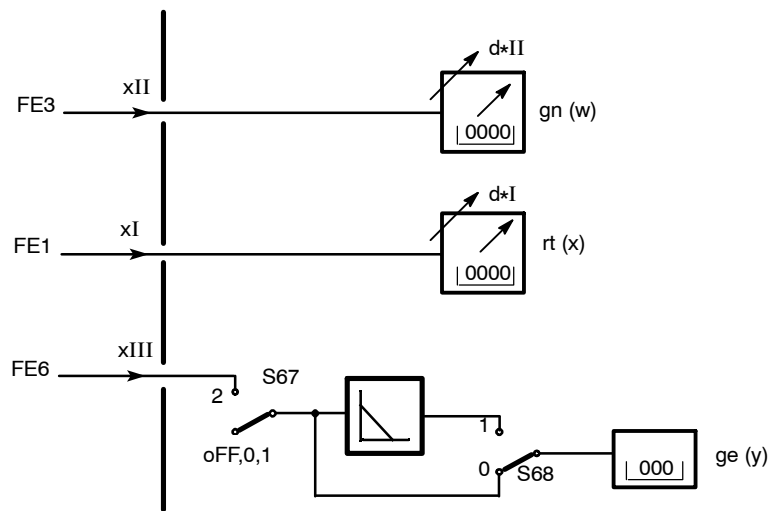 d*II
xII
FE3
gn (w)
0000
d*I
xI
FE1
rt (x)
0000
xIII
FE6
S67
2
1
oFF,0,1
0
S68
000
ge (y)